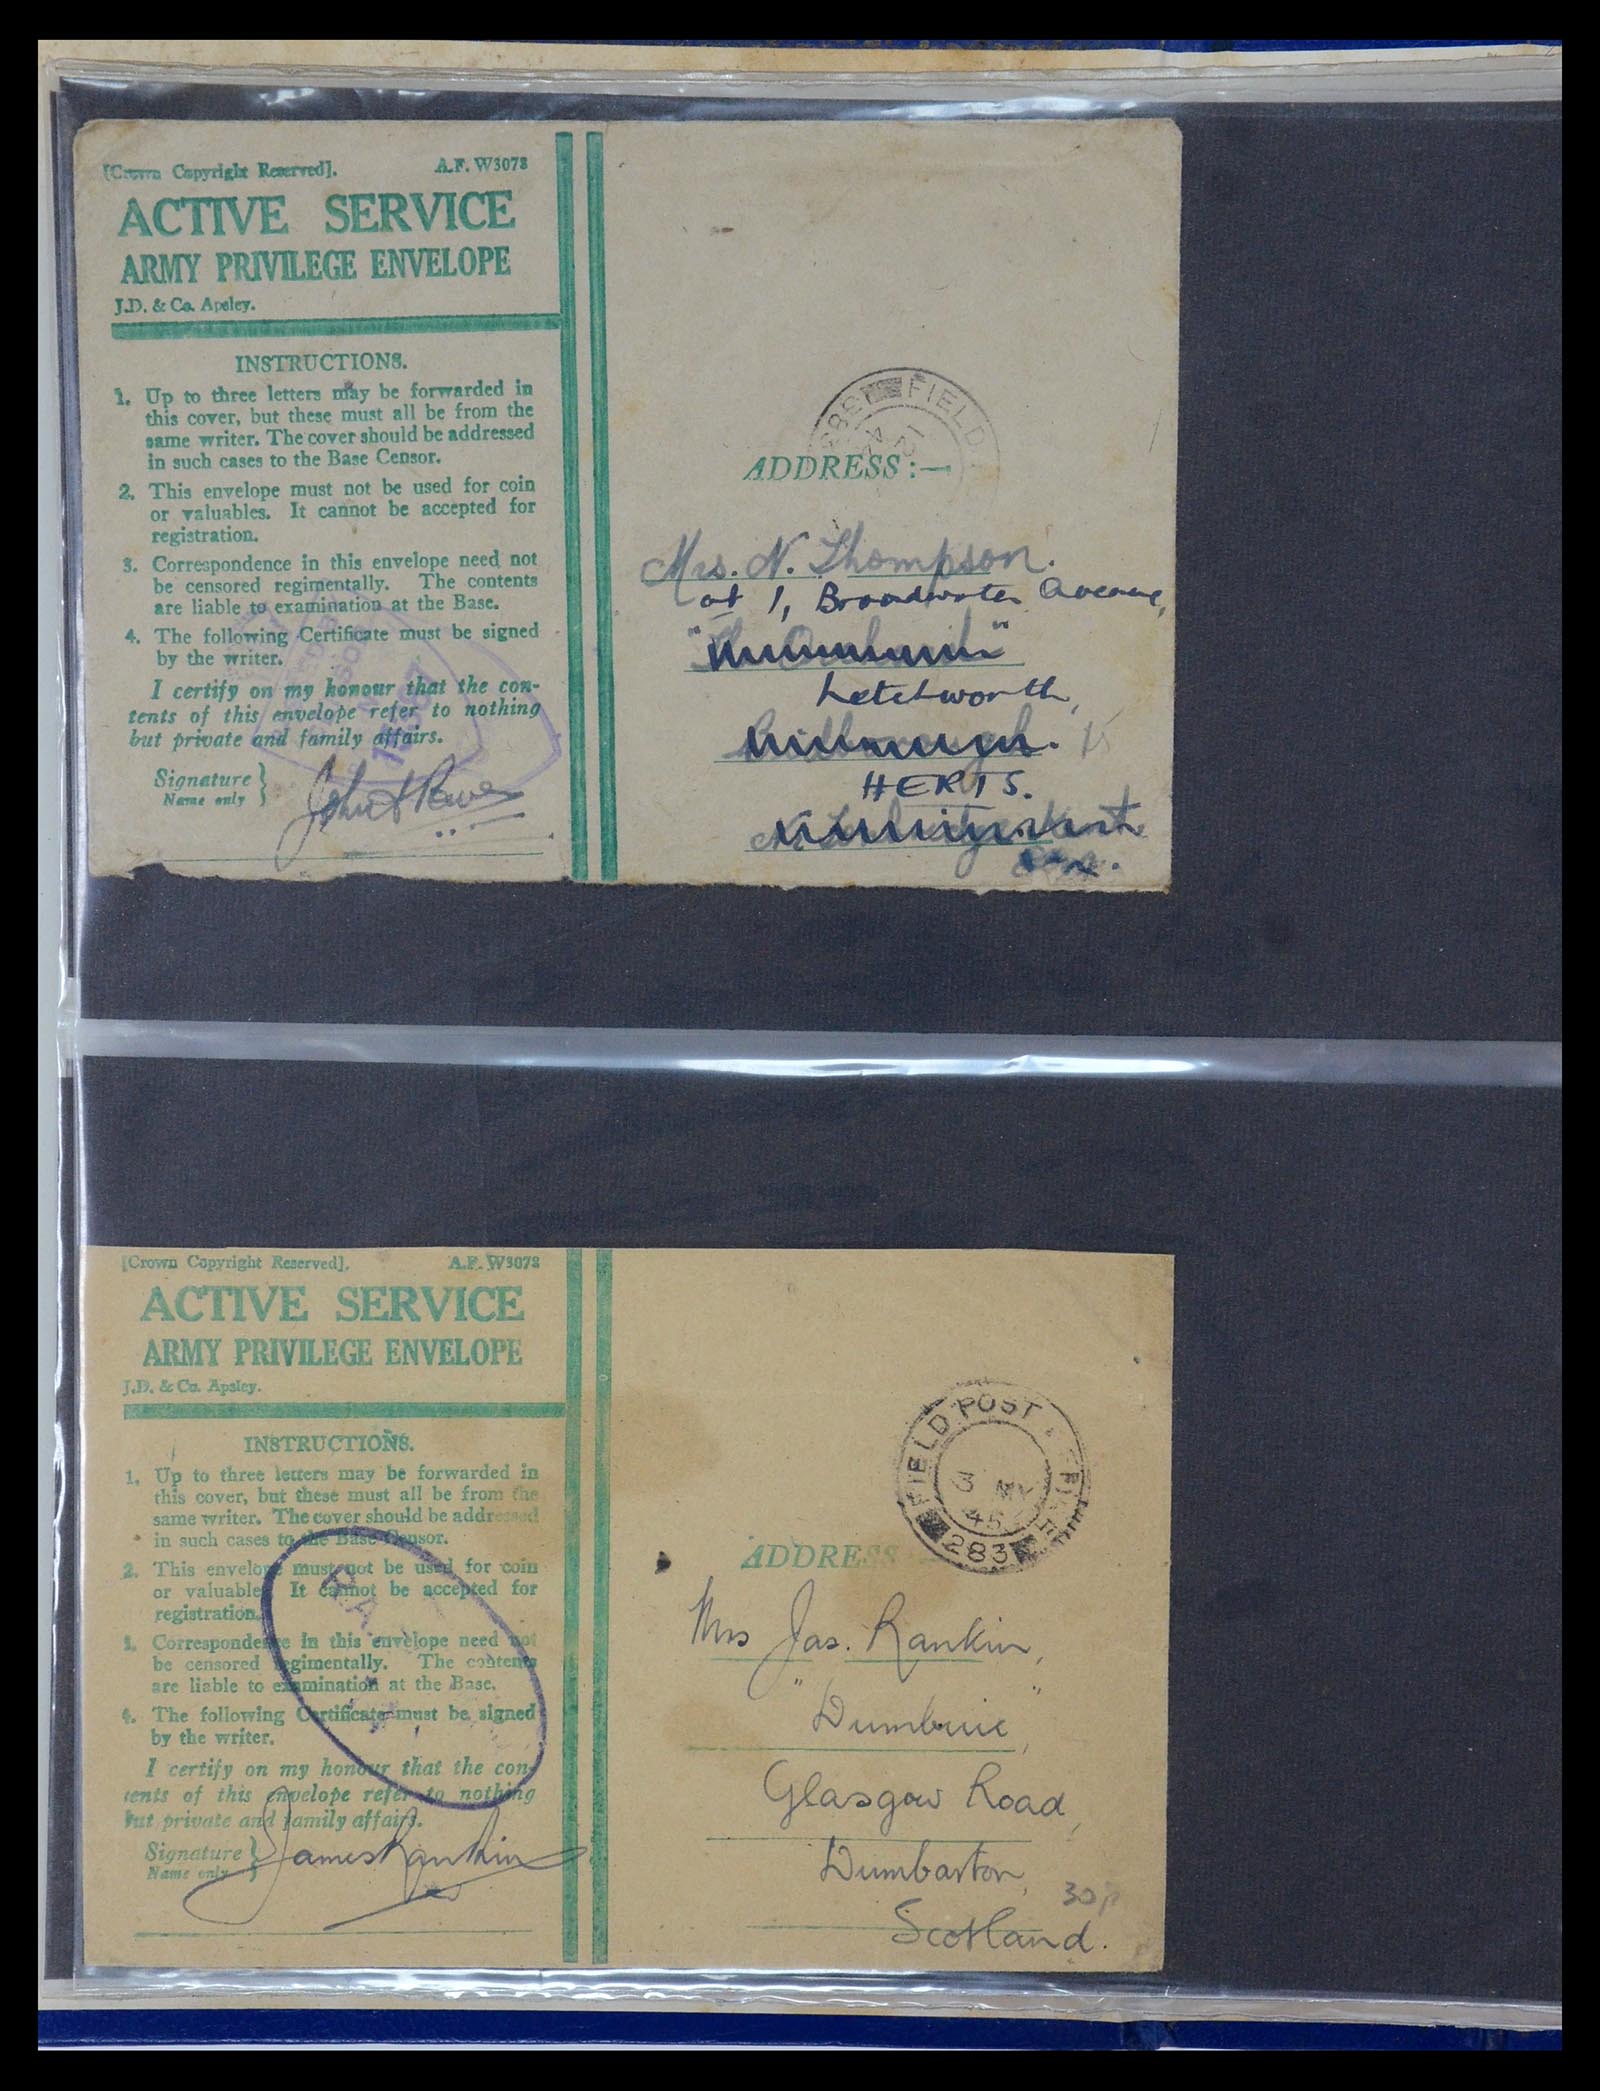 [Crown Copyright Reserved]. A.F. W3078
ACTIVE SERVICE
ARMY PRIVILEGE ENVELOPE
J.D. & Co. Apsley.
INSTRUCTIONS.
1. Up to three letters may be forwarded in
this cover, but these must all be from the
same writer. The cover should be addressed
in such cases to the Base Censor.
2. This envelope must not be used for coin
or valuables. It cannot be accepted for
registration.
3. Correspondence in this envelope need not
be censored regimentally. The contents
are liable to examination at the Base.
4. The following Certificate must be signed
by the writer.
I certify on my honour that the con-
tents of this envelope refer to nothing
but private and family affairs.
Signature }
Name only
John
FIELD
ADDRESS :—
Mrs. N. Thompson.
at 1, Broadwater Avenue,
Letchworth,
HERTS.
[Crown Copyright Reserved]. A.F. W3078
ACTIVE SERVICE
ARMY PRIVILEGE ENVELOPE
J.D. & Co. Apsley.
INSTRUCTIONS.
1. Up to three letters may be forwarded in
this cover, but these must all be from the
same writer. The cover should be addressed
in such cases to the Base Censor.
2. This envelope must not be used for coin
or valuables. It cannot be accepted for
registration.
3. Correspondence in this envelope need not
be censored regimentally. The contents
are liable to examination at the Base.
4. The following Certificate must be signed
by the writer.
I certify on my honour that the con-
tents of this envelope refer to nothing
but private and family affairs.
Signature }
Name only
James Rankin
FIELD POST OFFICE
3 MY
45
283
ADDRESS
Mrs Jas. Rankin,
"Dumbuie",
Glasgow Road,
Dumbarton,
Scotland.
30p